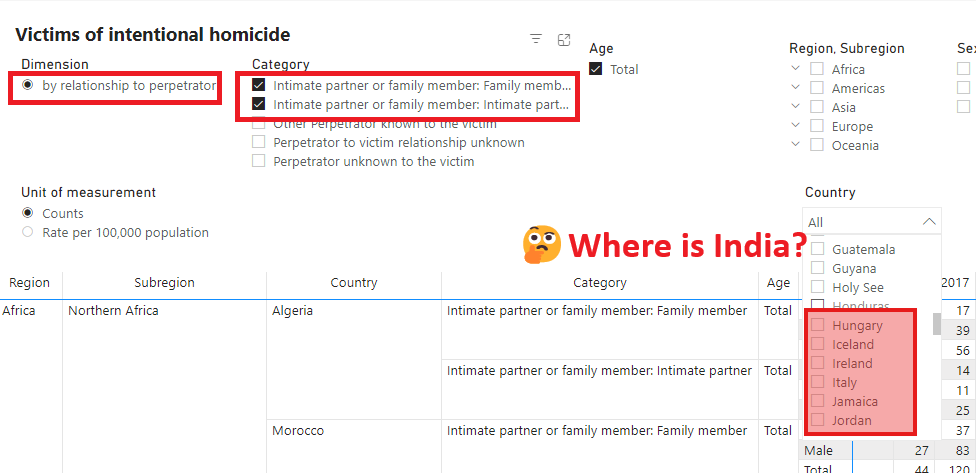 Victims of intentional homicide
Dimension
by relationship to perpetrator
Category
Intimate partner or family member: Family memb...
Intimate partner or family member: Intimate part...
Other Perpetrator known to the victim
Perpetrator to victim relationship unknown
Perpetrator unknown to the victim
Age
Total
Region, Subregion
Africa
Americas
Asia
Europe
Oceania
Sex
Unit of measurement
Counts
Rate per 100,000 population
Where is India?
Country
All
Guatemala
Guyana
Holy See
Honduras
Hungary
Iceland
Ireland
Italy
Jamaica
Jordan
Region Subregion Country Category Age 2017
Africa Northern Africa Algeria Intimate partner or family member: Family member Total 17
39
56
Intimate partner or family member: Intimate partner Total 14
11
25
Morocco Intimate partner or family member: Family member Total 37
Male 27 83
Total 44 120